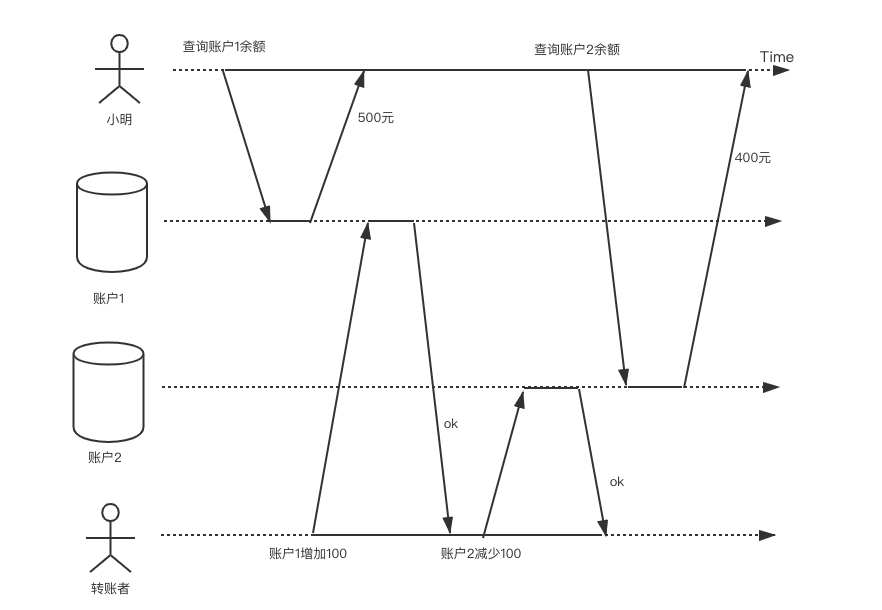 查询账户1余额
查询账户2余额
Time
小明
500元
400元
账户1
账户2
ok
ok
账户1增加100
账户2减少100
转账者